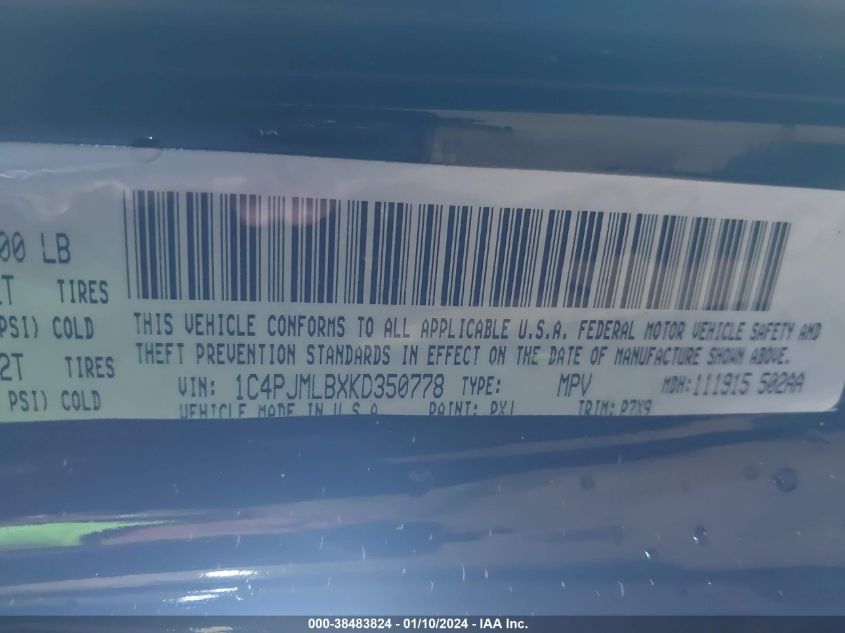 00 LB
TIRES
PSI) COLD
2T TIRES
PSI) COLD
THIS VEHICLE CONFORMS TO ALL APPLICABLE U.S.A. FEDERAL MOTOR VEHICLE SAFETY AND
THEFT PREVENTION STANDARDS IN EFFECT ON THE DATE OF MANUFACTURE SHOWN ABOVE.
VIN: 1C4PJMLBXKD350778 TYPE: MPV MDH: 111915 502AA
VEHICLE MADE IN U.S.A. PAINT: PX1 TRIM: P7X9
000-38483824 - 01/10/2024 - IAA Inc.